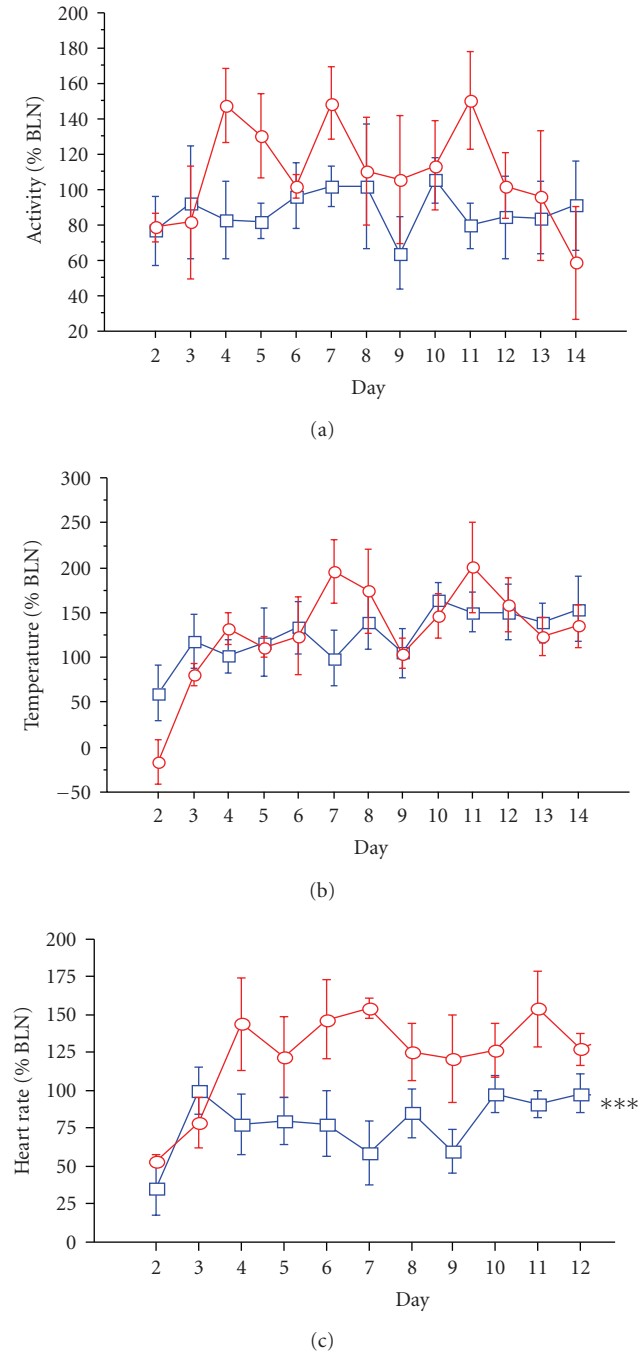 200
180
160
140
120
100
80
60
40
20
Activity (% BLN)
2 3 4 5 6 7 8 9 10 11 12 13 14
Day
(a)
300
250
200
150
100
50
0
−50
Temperature (% BLN)
2 3 4 5 6 7 8 9 10 11 12 13 14
Day
(b)
200
175
150
125
100
75
50
25
0
Heart rate (% BLN)
***
2 3 4 5 6 7 8 9 10 11 12
Day
(c)